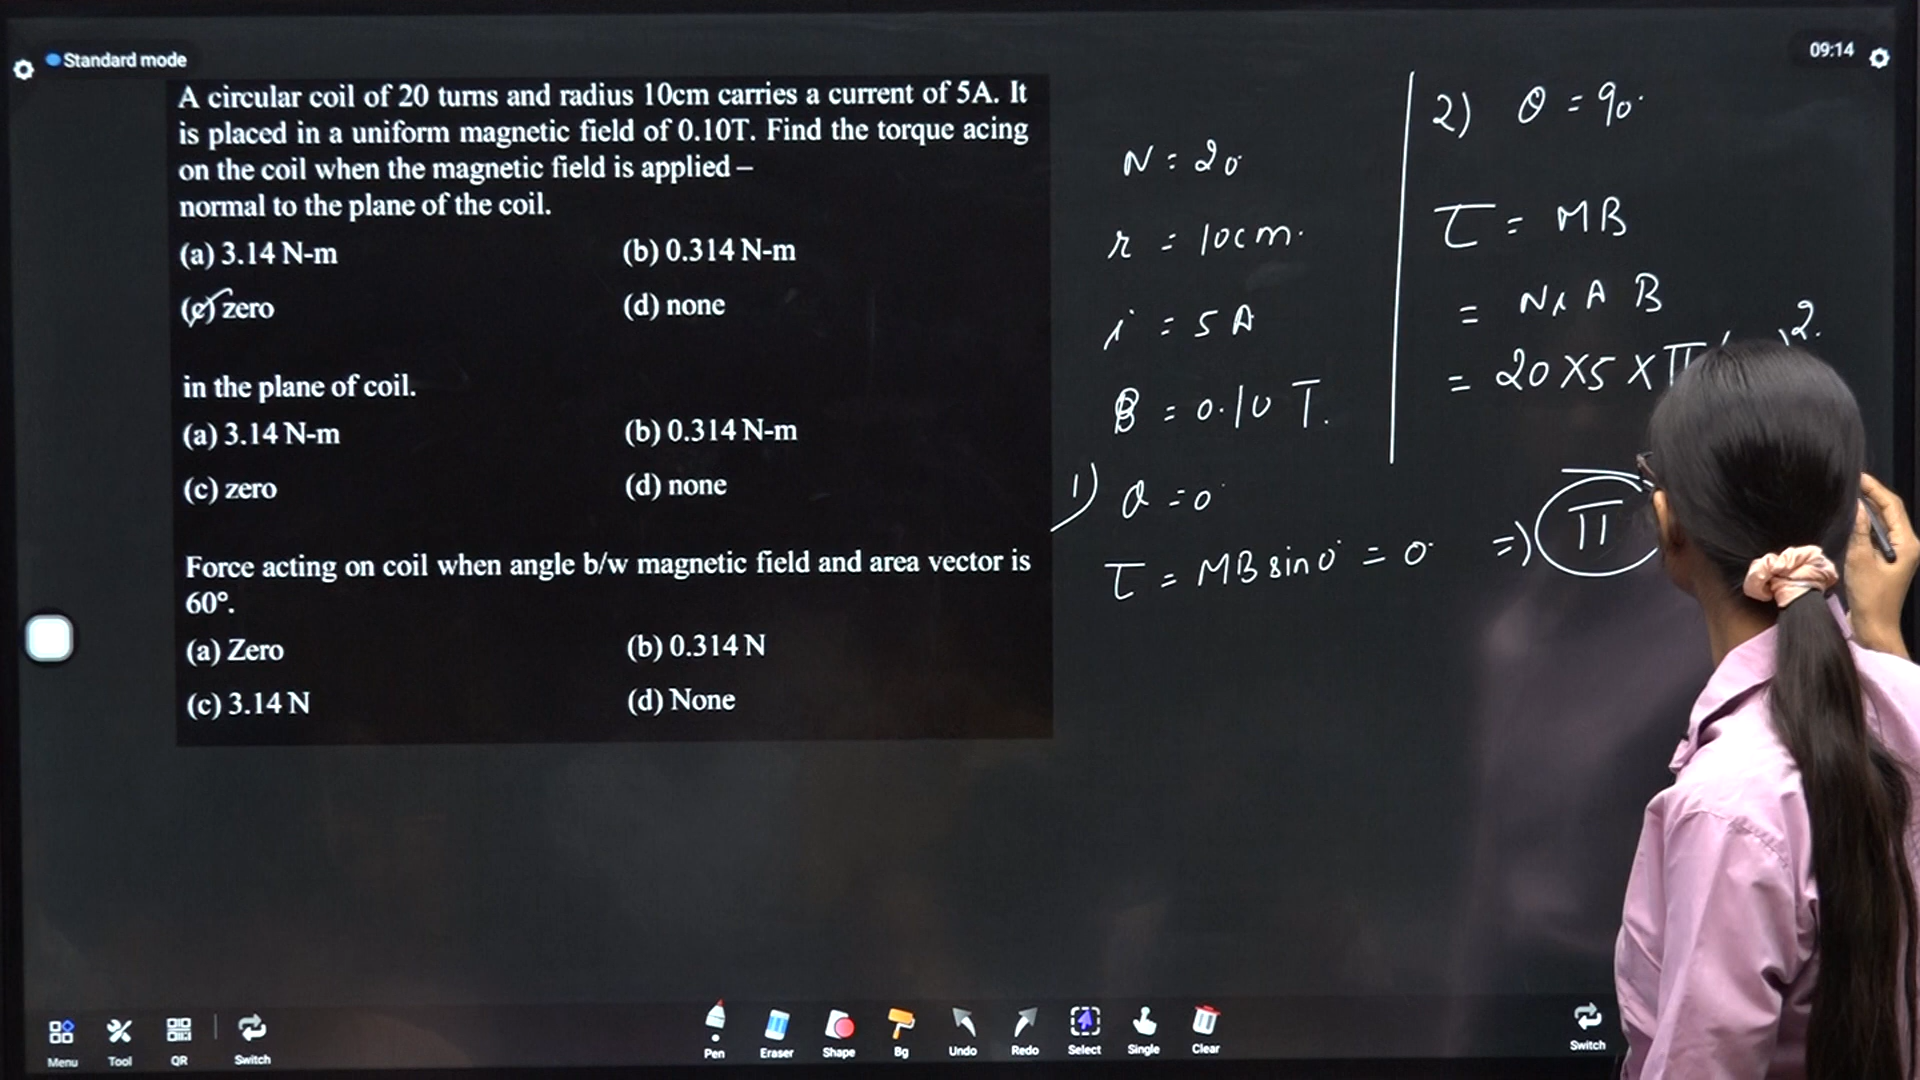 Standard mode
09:14
A circular coil of 20 turns and radius 10cm carries a current of 5A. It
is placed in a uniform magnetic field of 0.10T. Find the torque acing
on the coil when the magnetic field is applied –
normal to the plane of the coil.
(a) 3.14 N-m (b) 0.314 N-m
(c) zero (d) none
in the plane of coil.
(a) 3.14 N-m (b) 0.314 N-m
(c) zero (d) none
Force acting on coil when angle b/w magnetic field and area vector is
60°.
(a) Zero (b) 0.314 N
(c) 3.14 N (d) None
N = 20
r = 10cm.
i = 5A
B = 0.10 T.
1) θ = 0
τ = MB sin0 = 0
2) θ = 90
τ = MB
= NiAB
= 20 × 5 × π
2
=) π
Menu
Tool
QR
Switch
Pen
Eraser
Shape
Bg
Undo
Redo
Select
Single
Clear
Switch